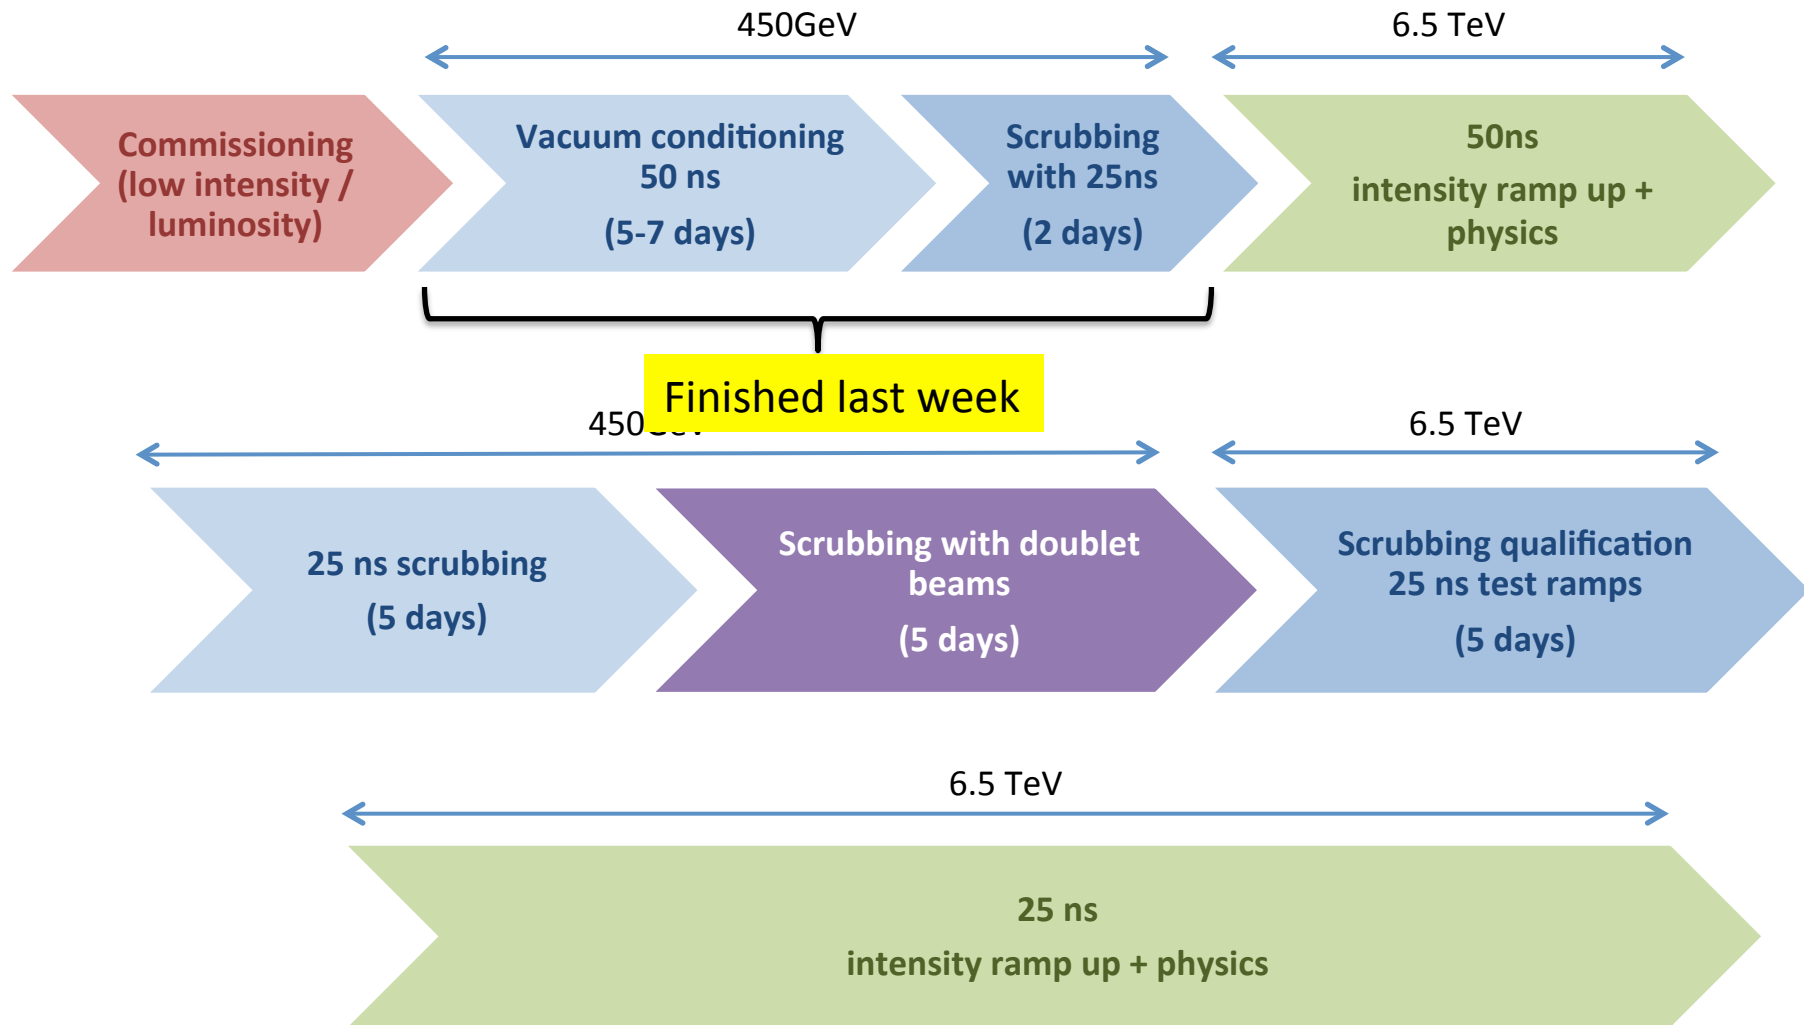 450GeV
6.5 TeV
Commissioning
(low intensity /
luminosity)
Vacuum conditioning
50 ns
(5-7 days)
Scrubbing
with 25ns
(2 days)
50ns
intensity ramp up +
physics
Finished last week
450GeV
6.5 TeV
25 ns scrubbing
(5 days)
Scrubbing with doublet
beams
(5 days)
Scrubbing qualification
25 ns test ramps
(5 days)
6.5 TeV
25 ns
intensity ramp up + physics